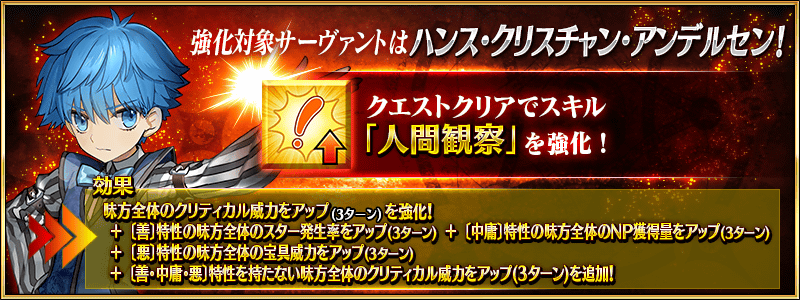 強化対象サーヴァントはハンス・クリスチャン・アンデルセン!
クエストクリアでスキル
「人間観察」を強化!
効果
味方全体のクリティカル威力をアップ(3ターン)を強化!
+〔善〕特性の味方全体のスター発生率をアップ(3ターン) +〔中庸〕特性の味方全体のNP獲得量をアップ(3ターン)
+〔悪〕特性の味方全体の宝具威力をアップ(3ターン)
+〔善・中庸・悪〕特性を持たない味方全体のクリティカル威力をアップ(3ターン)を追加!